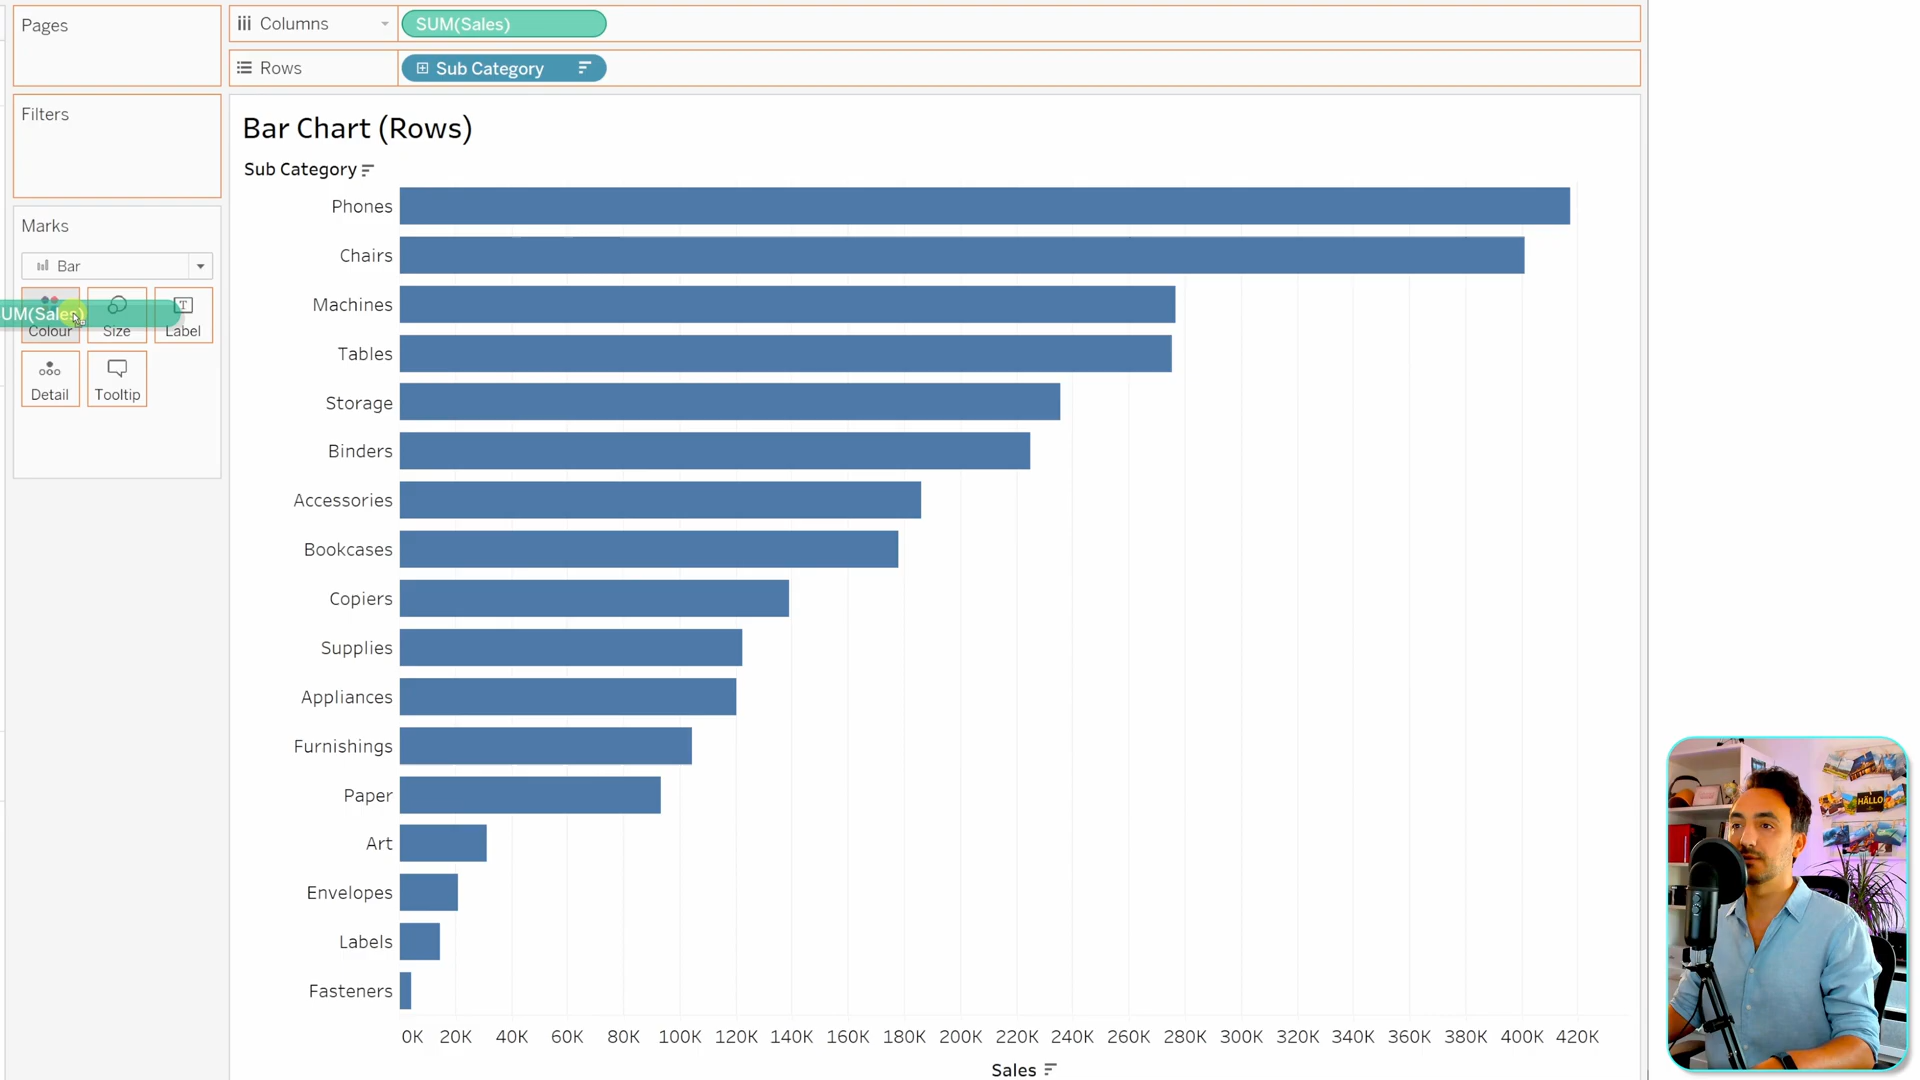 Pages
Columns
SUM(Sales)
Rows
Sub Category
Filters
Marks
Bar
UM(Sales)
Colour
Size
Label
Detail
Tooltip
Bar Chart (Rows)
Sub Category
Phones
Chairs
Machines
Tables
Storage
Binders
Accessories
Bookcases
Copiers
Supplies
Appliances
Furnishings
Paper
Art
Envelopes
Labels
Fasteners
0K 20K 40K 60K 80K 100K 120K 140K 160K 180K 200K 220K 240K 260K 280K 300K 320K 340K 360K 380K 400K 420K
Sales
HÄLLO